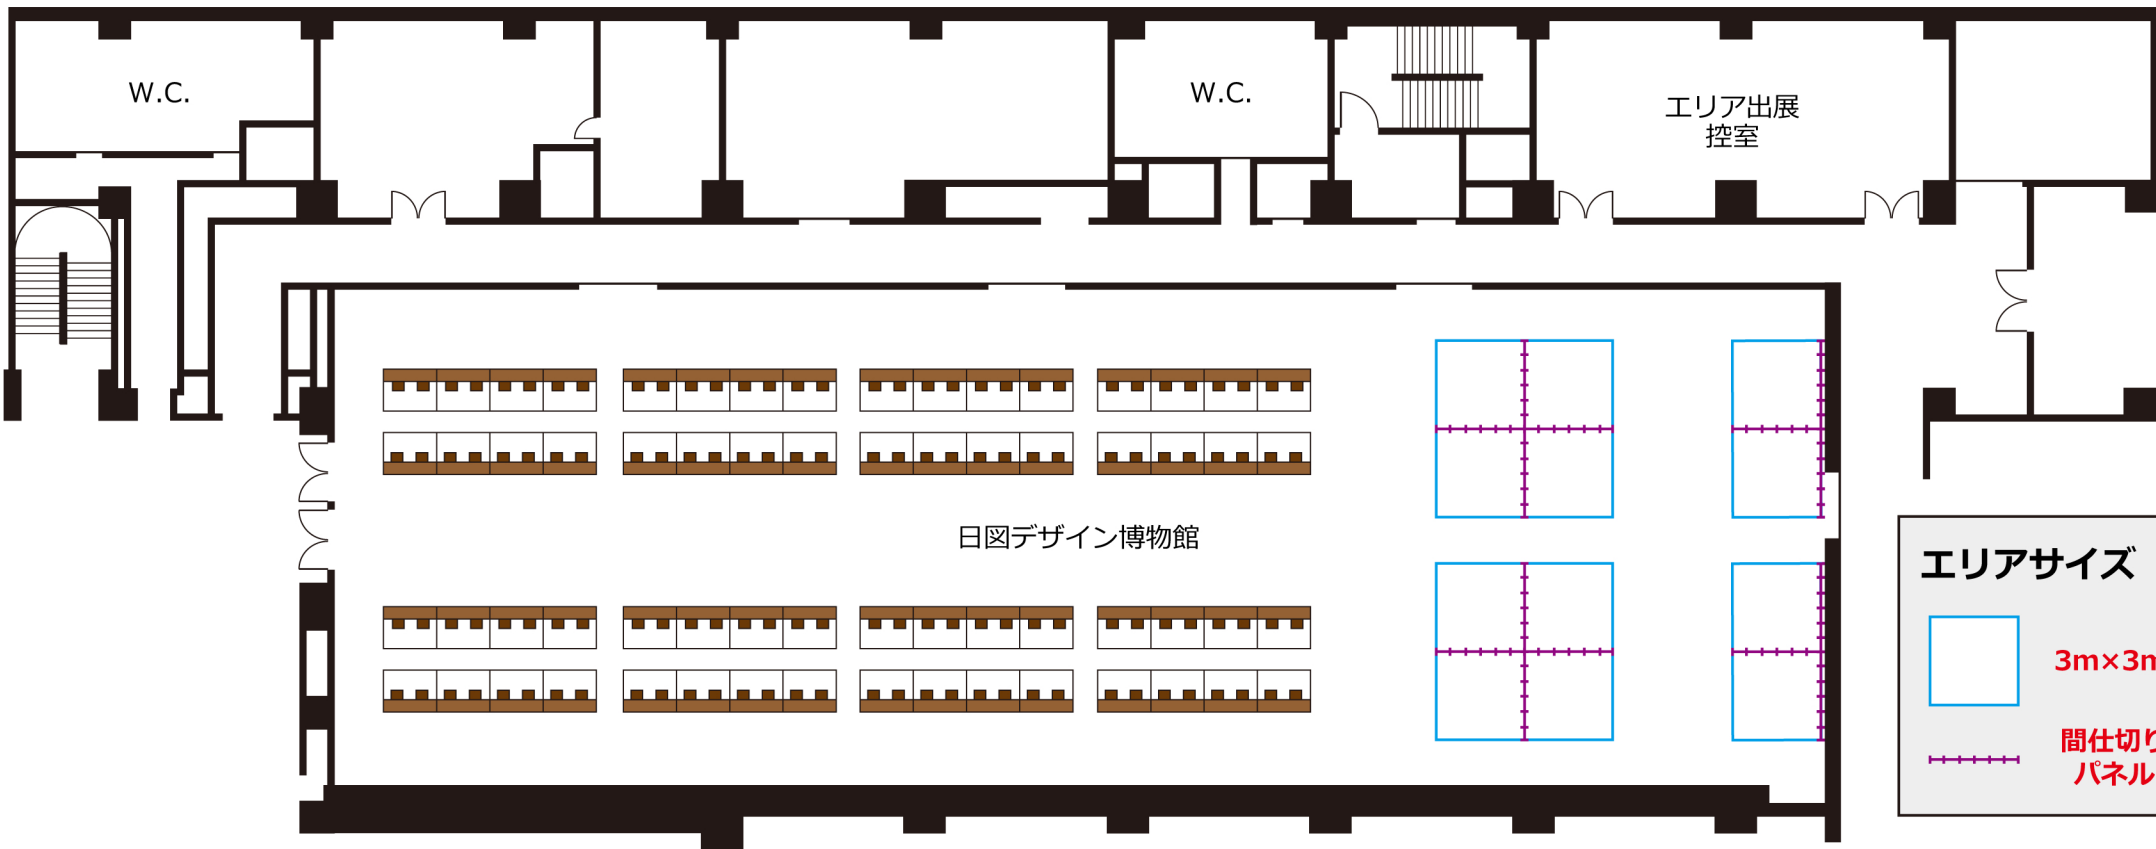 W.C.
W.C.
エリア出展
控室
日図デザイン博物館
エリアサイズ
3m×3m
間仕切り
パネル